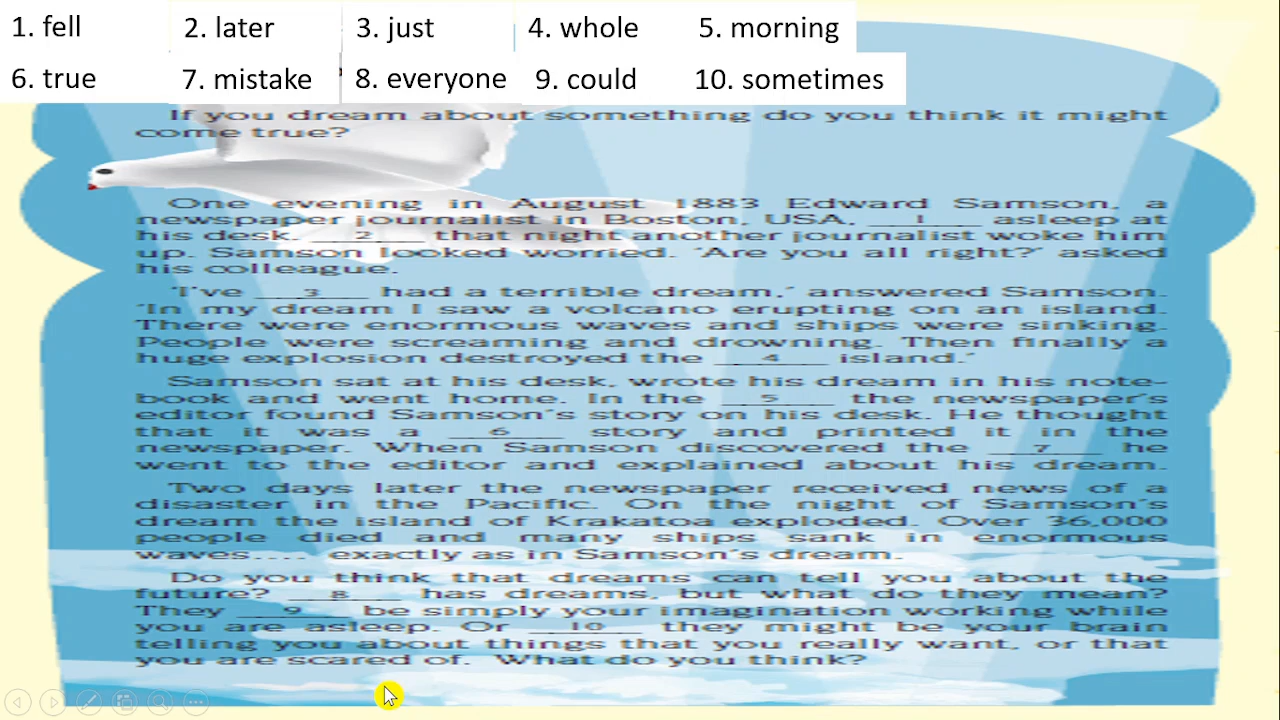 1. fell 2. later 3. just 4. whole 5. morning
6. true 7. mistake 8. everyone 9. could 10. sometimes
If you dream about something do you think it might
come true?
One evening in August 1883 Edward Samson, a
newspaper journalist in Boston, USA, ___1___ asleep at
his desk. ___2___ that night another journalist woke him
up. Samson looked worried. 'Are you all right?' asked
his colleague.
'I've ___3___ had a terrible dream,' answered Samson.
'In my dream I saw a volcano erupting on an island.
There were enormous waves and ships were sinking.
People were screaming and drowning. Then finally a
huge explosion destroyed the ___4___ island.'
Samson sat at his desk, wrote his dream in his note-
book and went home. In the ___5___ the newspaper's
editor found Samson's story on his desk. He thought
that it was a ___6___ story and printed it in the
newspaper. When Samson discovered the ___7___ he
went to the editor and explained about his dream.
Two days later the newspaper received news of a
disaster in the Pacific. On the night of Samson's
dream the island of Krakatoa exploded. Over 36,000
people died and many ships sank in enormous
waves.... exactly as in Samson's dream.
Do you think that dreams can tell you about the
future? ___8___ has dreams, but what do they mean?
They ___9___ be simply your imagination working while
you are asleep. Or ___10___ they might be your brain
telling you about things that you really want, or that
you are scared of. What do you think?